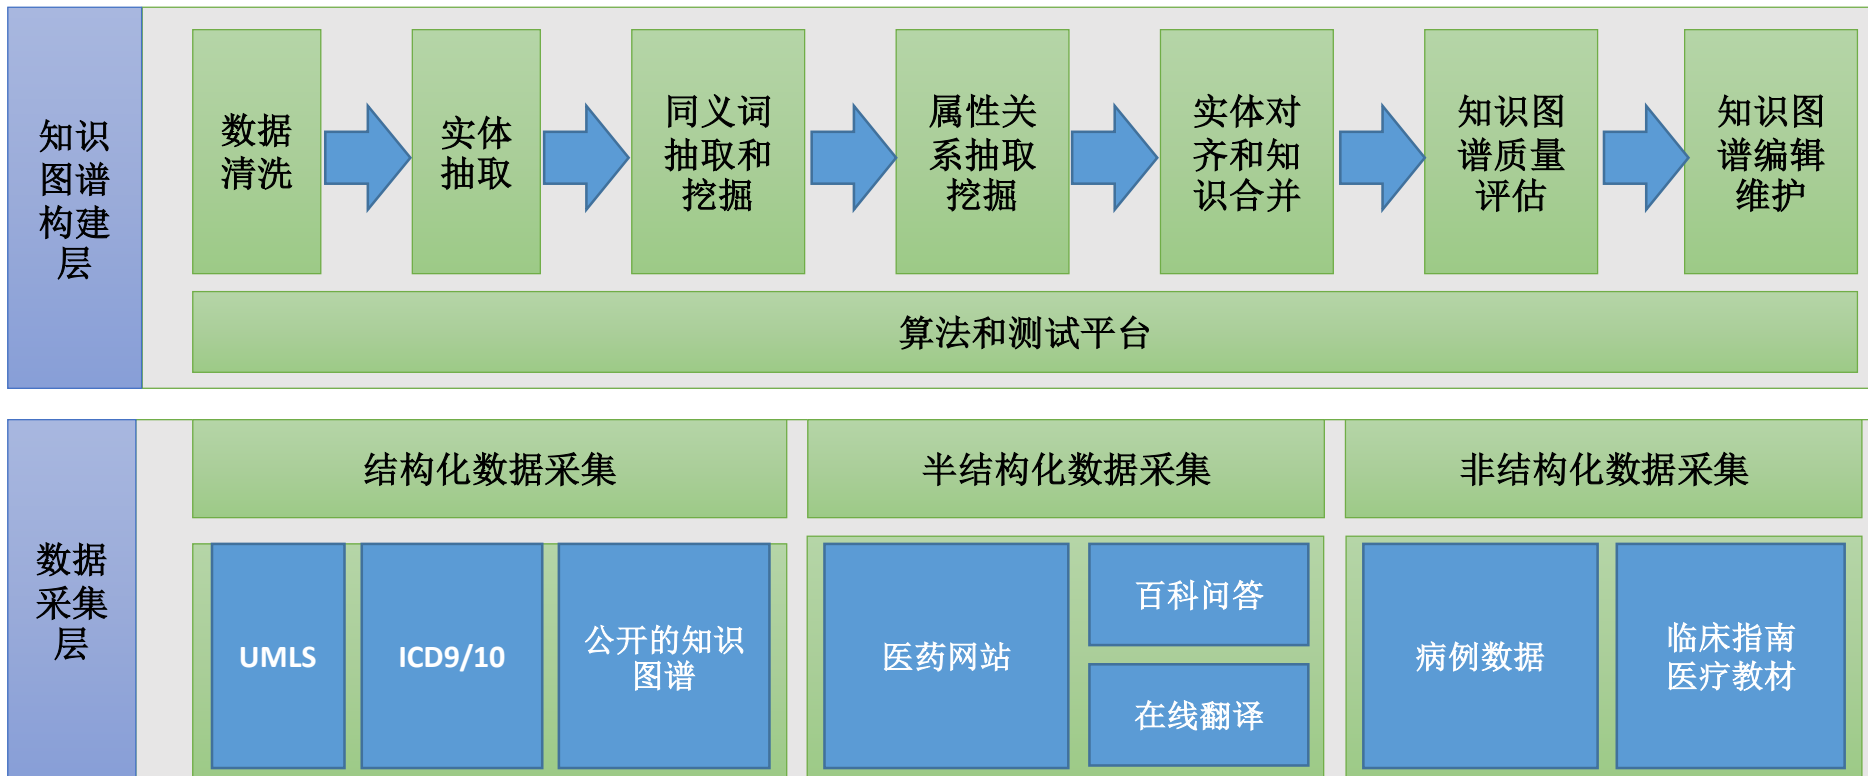 知识
图谱
构建
层
数据
清洗
实体
抽取
同义词
抽取和
挖掘
属性关
系抽取
挖掘
实体对
齐和知
识合并
知识图
谱质量
评估
知识图
谱编辑
维护
算法和测试平台
数据
采集
层
结构化数据采集
半结构化数据采集
非结构化数据采集
UMLS
ICD9/10
公开的知识
图谱
医药网站
百科问答
在线翻译
病例数据
临床指南
医疗教材